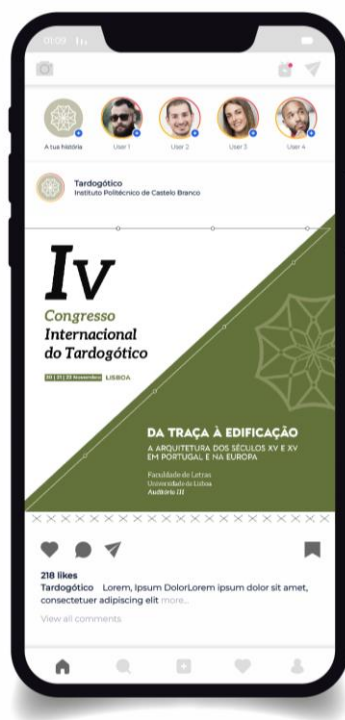 01:09
A tua história
User 1
User 2
User 3
User 4
Tardogótico
Instituto Politécnico de Castelo Branco
IV
Congresso
Internacional
do Tardogótico
Novembro LISBOA
DA TRAÇA À EDIFICAÇÃO
A ARQUITETURA DOS SÉCULOS XV E XV
EM PORTUGAL E NA EUROPA
Faculdade de Letras
Universidade de Lisboa
Auditório III
218 likes
Tardogótico Lorem, Ipsum DolorLorem ipsum dolor sit amet,
consectetuer adipiscing elit more...
View all comments